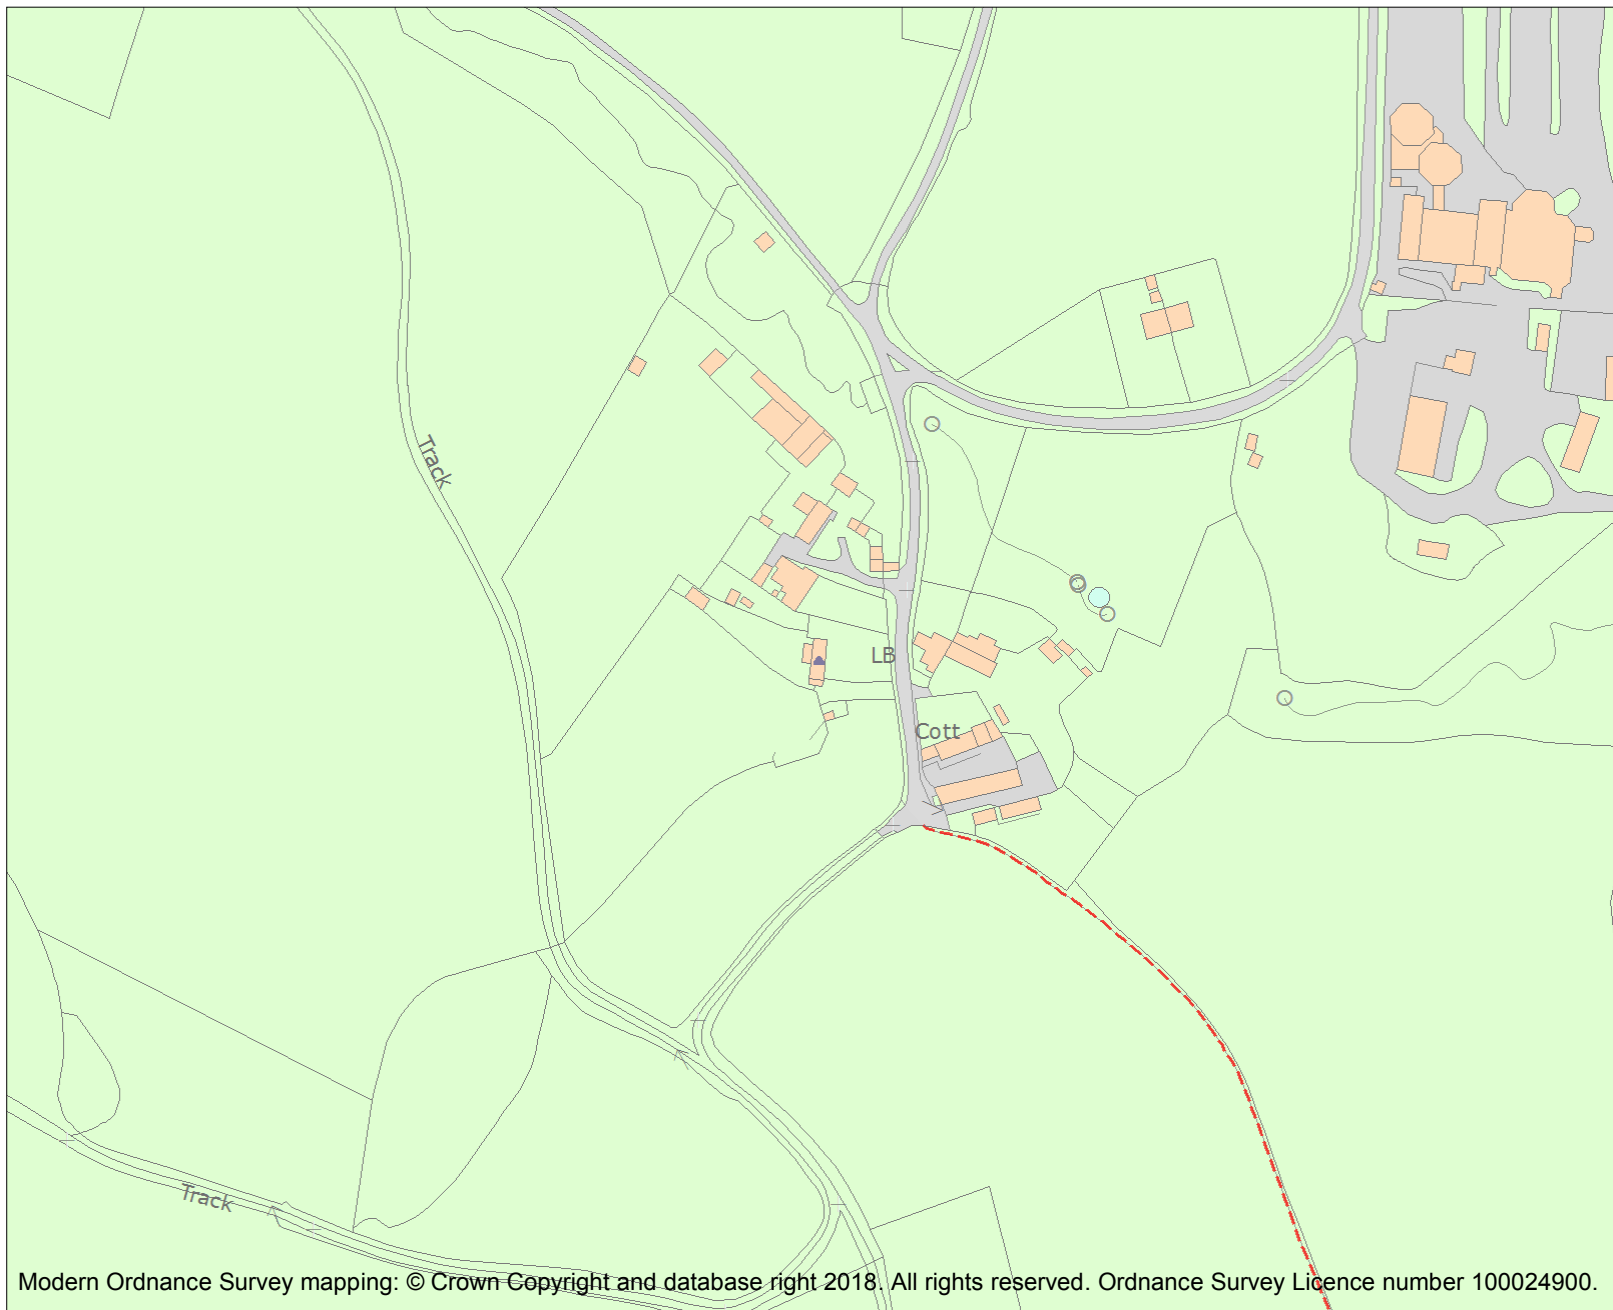 Track
LB
Cott
Track
Modern Ordnance Survey mapping: © Crown Copyright and database right 2018. All rights reserved. Ordnance Survey Licence number 100024900.